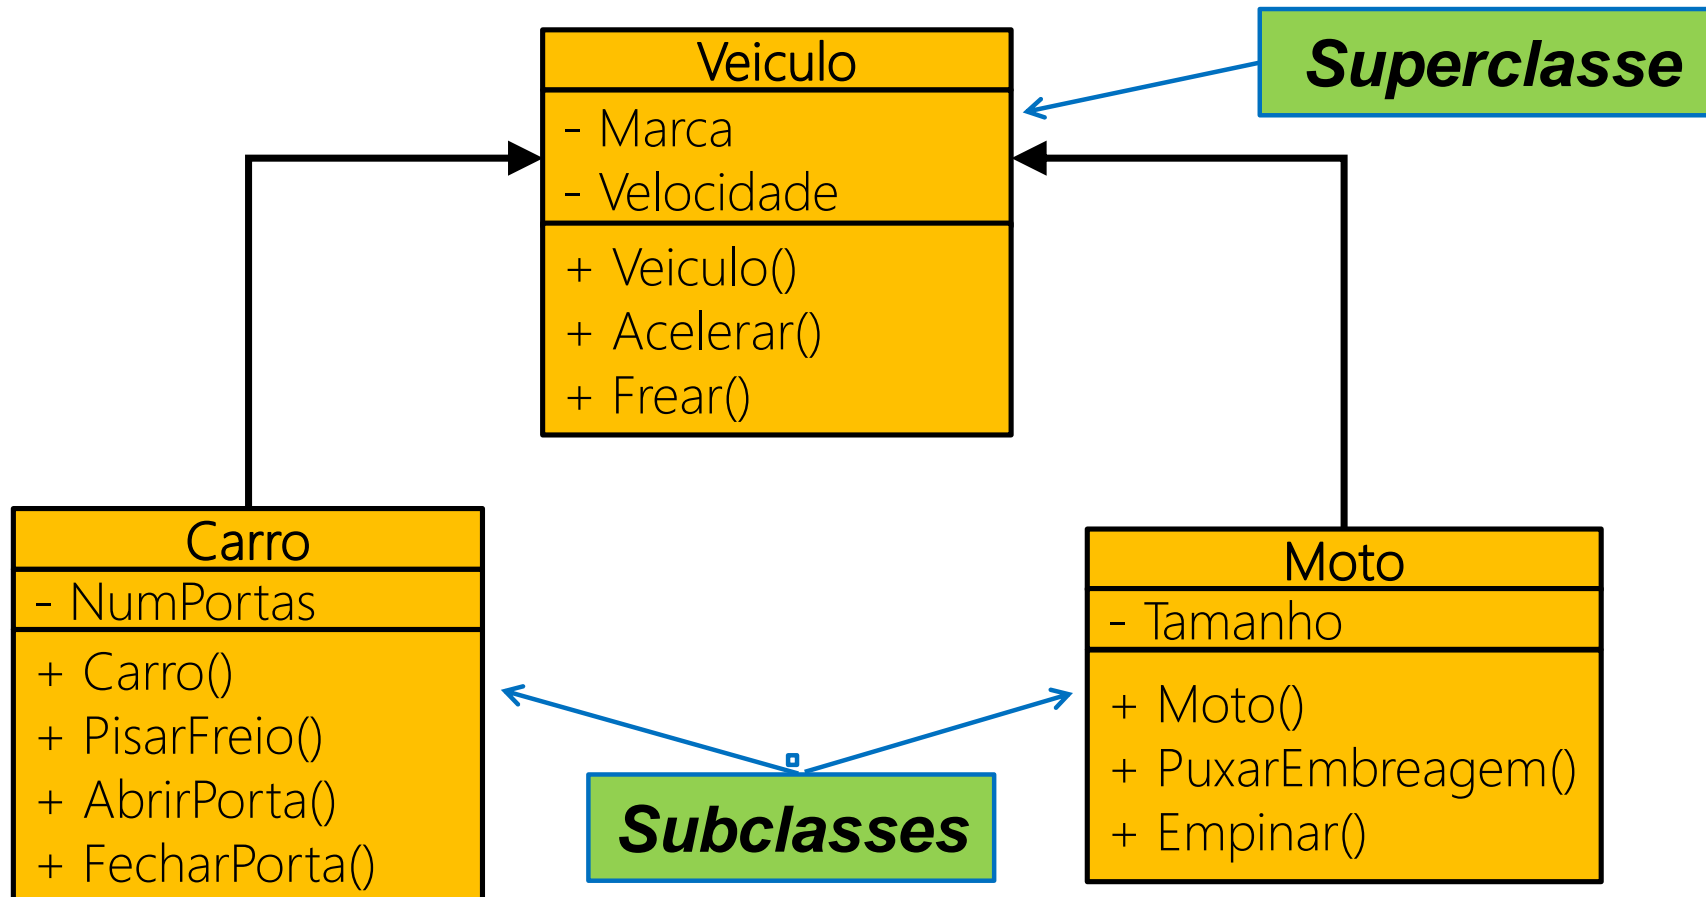 Veiculo
- Marca
- Velocidade
+ Veiculo()
+ Acelerar()
+ Frear()
Superclasse
Carro
- NumPortas
+ Carro()
+ PisarFreio()
+ AbrirPorta()
+ FecharPorta()
Subclasses
Moto
- Tamanho
+ Moto()
+ PuxarEmbreagem()
+ Empinar()